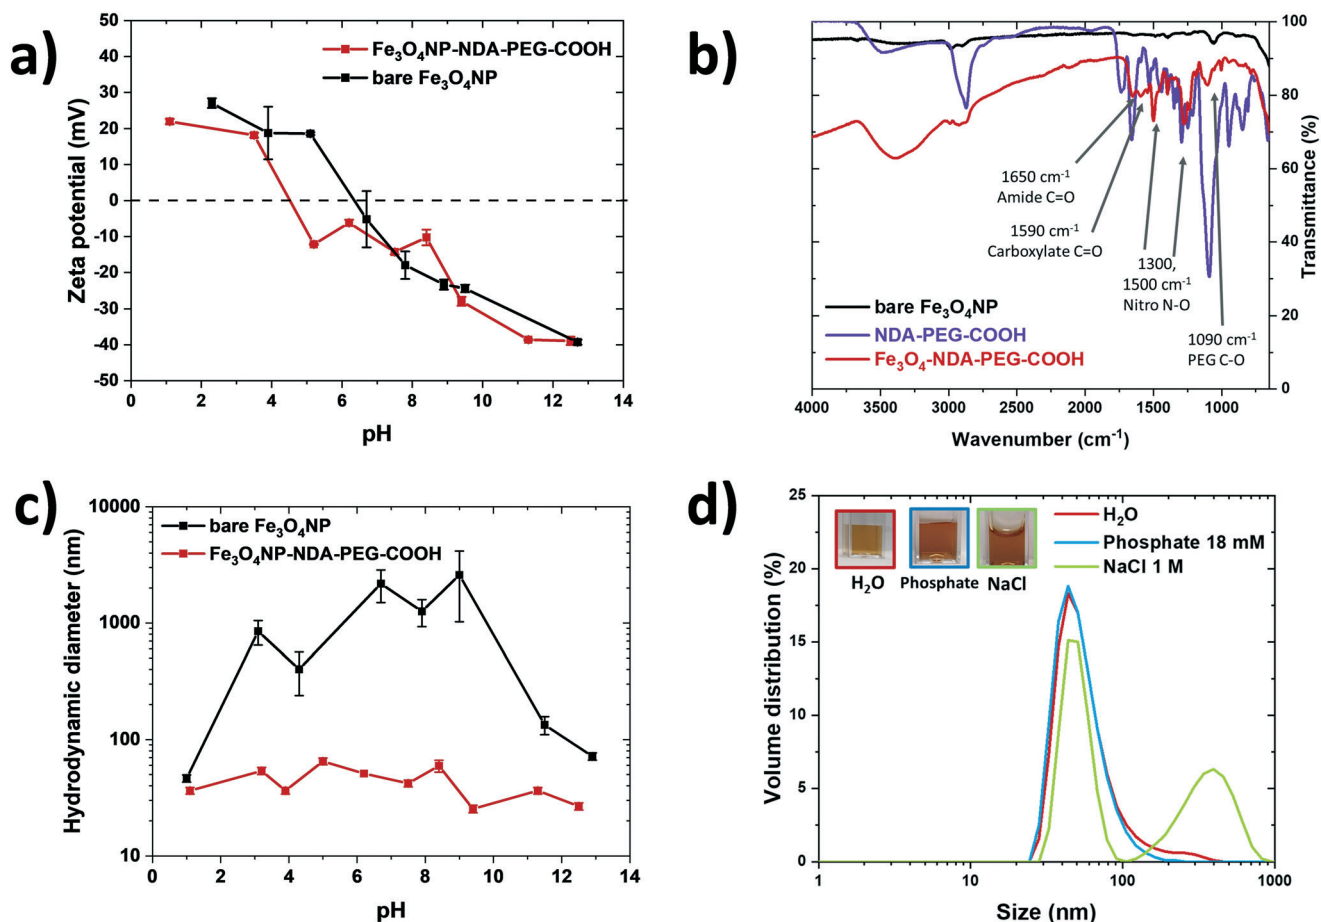 a)
Fe₃O₄NP-NDA-PEG-COOH
bare Fe₃O₄NP
Zeta potential (mV)
50
40
30
20
10
0
-10
-20
-30
-40
-50
0 2 4 6 8 10 12 14
pH
b)
100
80
60
40
20
0
Transmittance (%)
1650 cm⁻¹
Amide C=O
1590 cm⁻¹
Carboxylate C=O
1300,
1500 cm⁻¹
Nitro N-O
1090 cm⁻¹
PEG C-O
bare Fe₃O₄NP
NDA-PEG-COOH
Fe₃O₄-NDA-PEG-COOH
4000 3500 3000 2500 2000 1500 1000
Wavenumber (cm⁻¹)
c)
bare Fe₃O₄NP
Fe₃O₄NP-NDA-PEG-COOH
Hydrodynamic diameter (nm)
10000
1000
100
10
0 2 4 6 8 10 12 14
pH
d)
H₂O
Phosphate 18 mM
NaCl 1 M
H₂O Phosphate NaCl
Volume distribution (%)
25
20
15
10
5
0
1 10 100 1000
Size (nm)